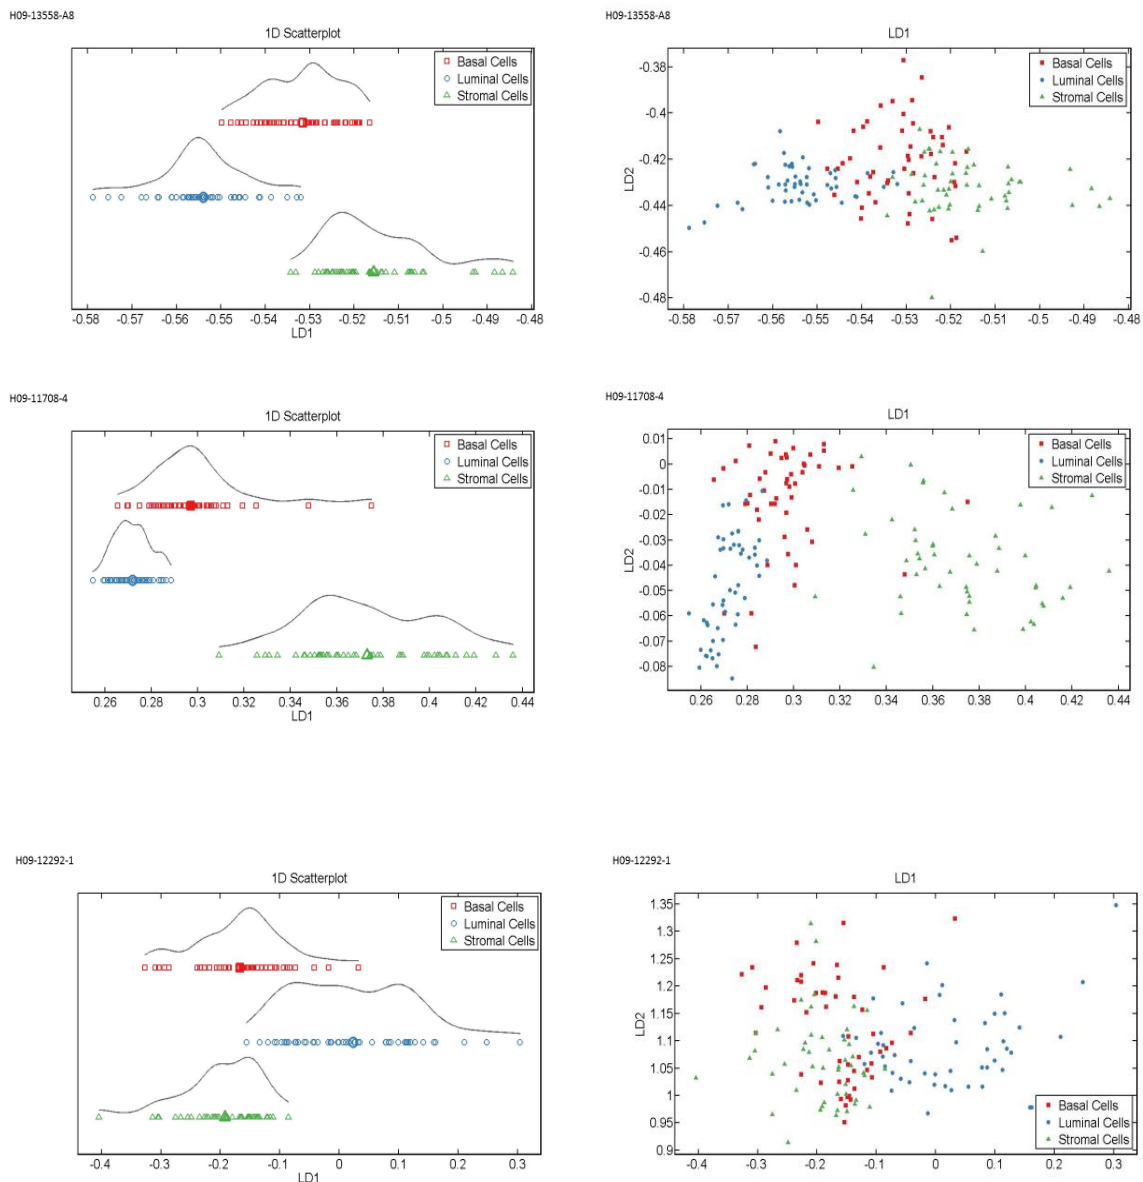 H09-13558-A8
1D Scatterplot
Basal Cells
Luminal Cells
Stromal Cells
-0.58 -0.57 -0.56 -0.55 -0.54 -0.53 -0.52 -0.51 -0.5 -0.49 -0.48
LD1
H09-13558-A8
LD1
Basal Cells
Luminal Cells
Stromal Cells
-0.38
-0.4
-0.42
-0.44
-0.46
-0.48
LD2
-0.58 -0.57 -0.56 -0.55 -0.54 -0.53 -0.52 -0.51 -0.5 -0.49 -0.48
H09-11708-4
1D Scatterplot
Basal Cells
Luminal Cells
Stromal Cells
0.26 0.28 0.3 0.32 0.34 0.36 0.38 0.4 0.42 0.44
LD1
H09-11708-4
LD1
Basal Cells
Luminal Cells
Stromal Cells
0.01
0
-0.01
-0.02
-0.03
-0.04
-0.05
-0.06
-0.07
-0.08
LD2
0.26 0.28 0.3 0.32 0.34 0.36 0.38 0.4 0.42 0.44
H09-12292-1
1D Scatterplot
Basal Cells
Luminal Cells
Stromal Cells
-0.4 -0.3 -0.2 -0.1 0 0.1 0.2 0.3
LD1
H09-12292-1
LD1
1.35
1.3
1.25
1.2
1.15
1.1
1.05
1
0.95
0.9
LD2
Basal Cells
Luminal Cells
Stromal Cells
-0.4 -0.3 -0.2 -0.1 0 0.1 0.2 0.3